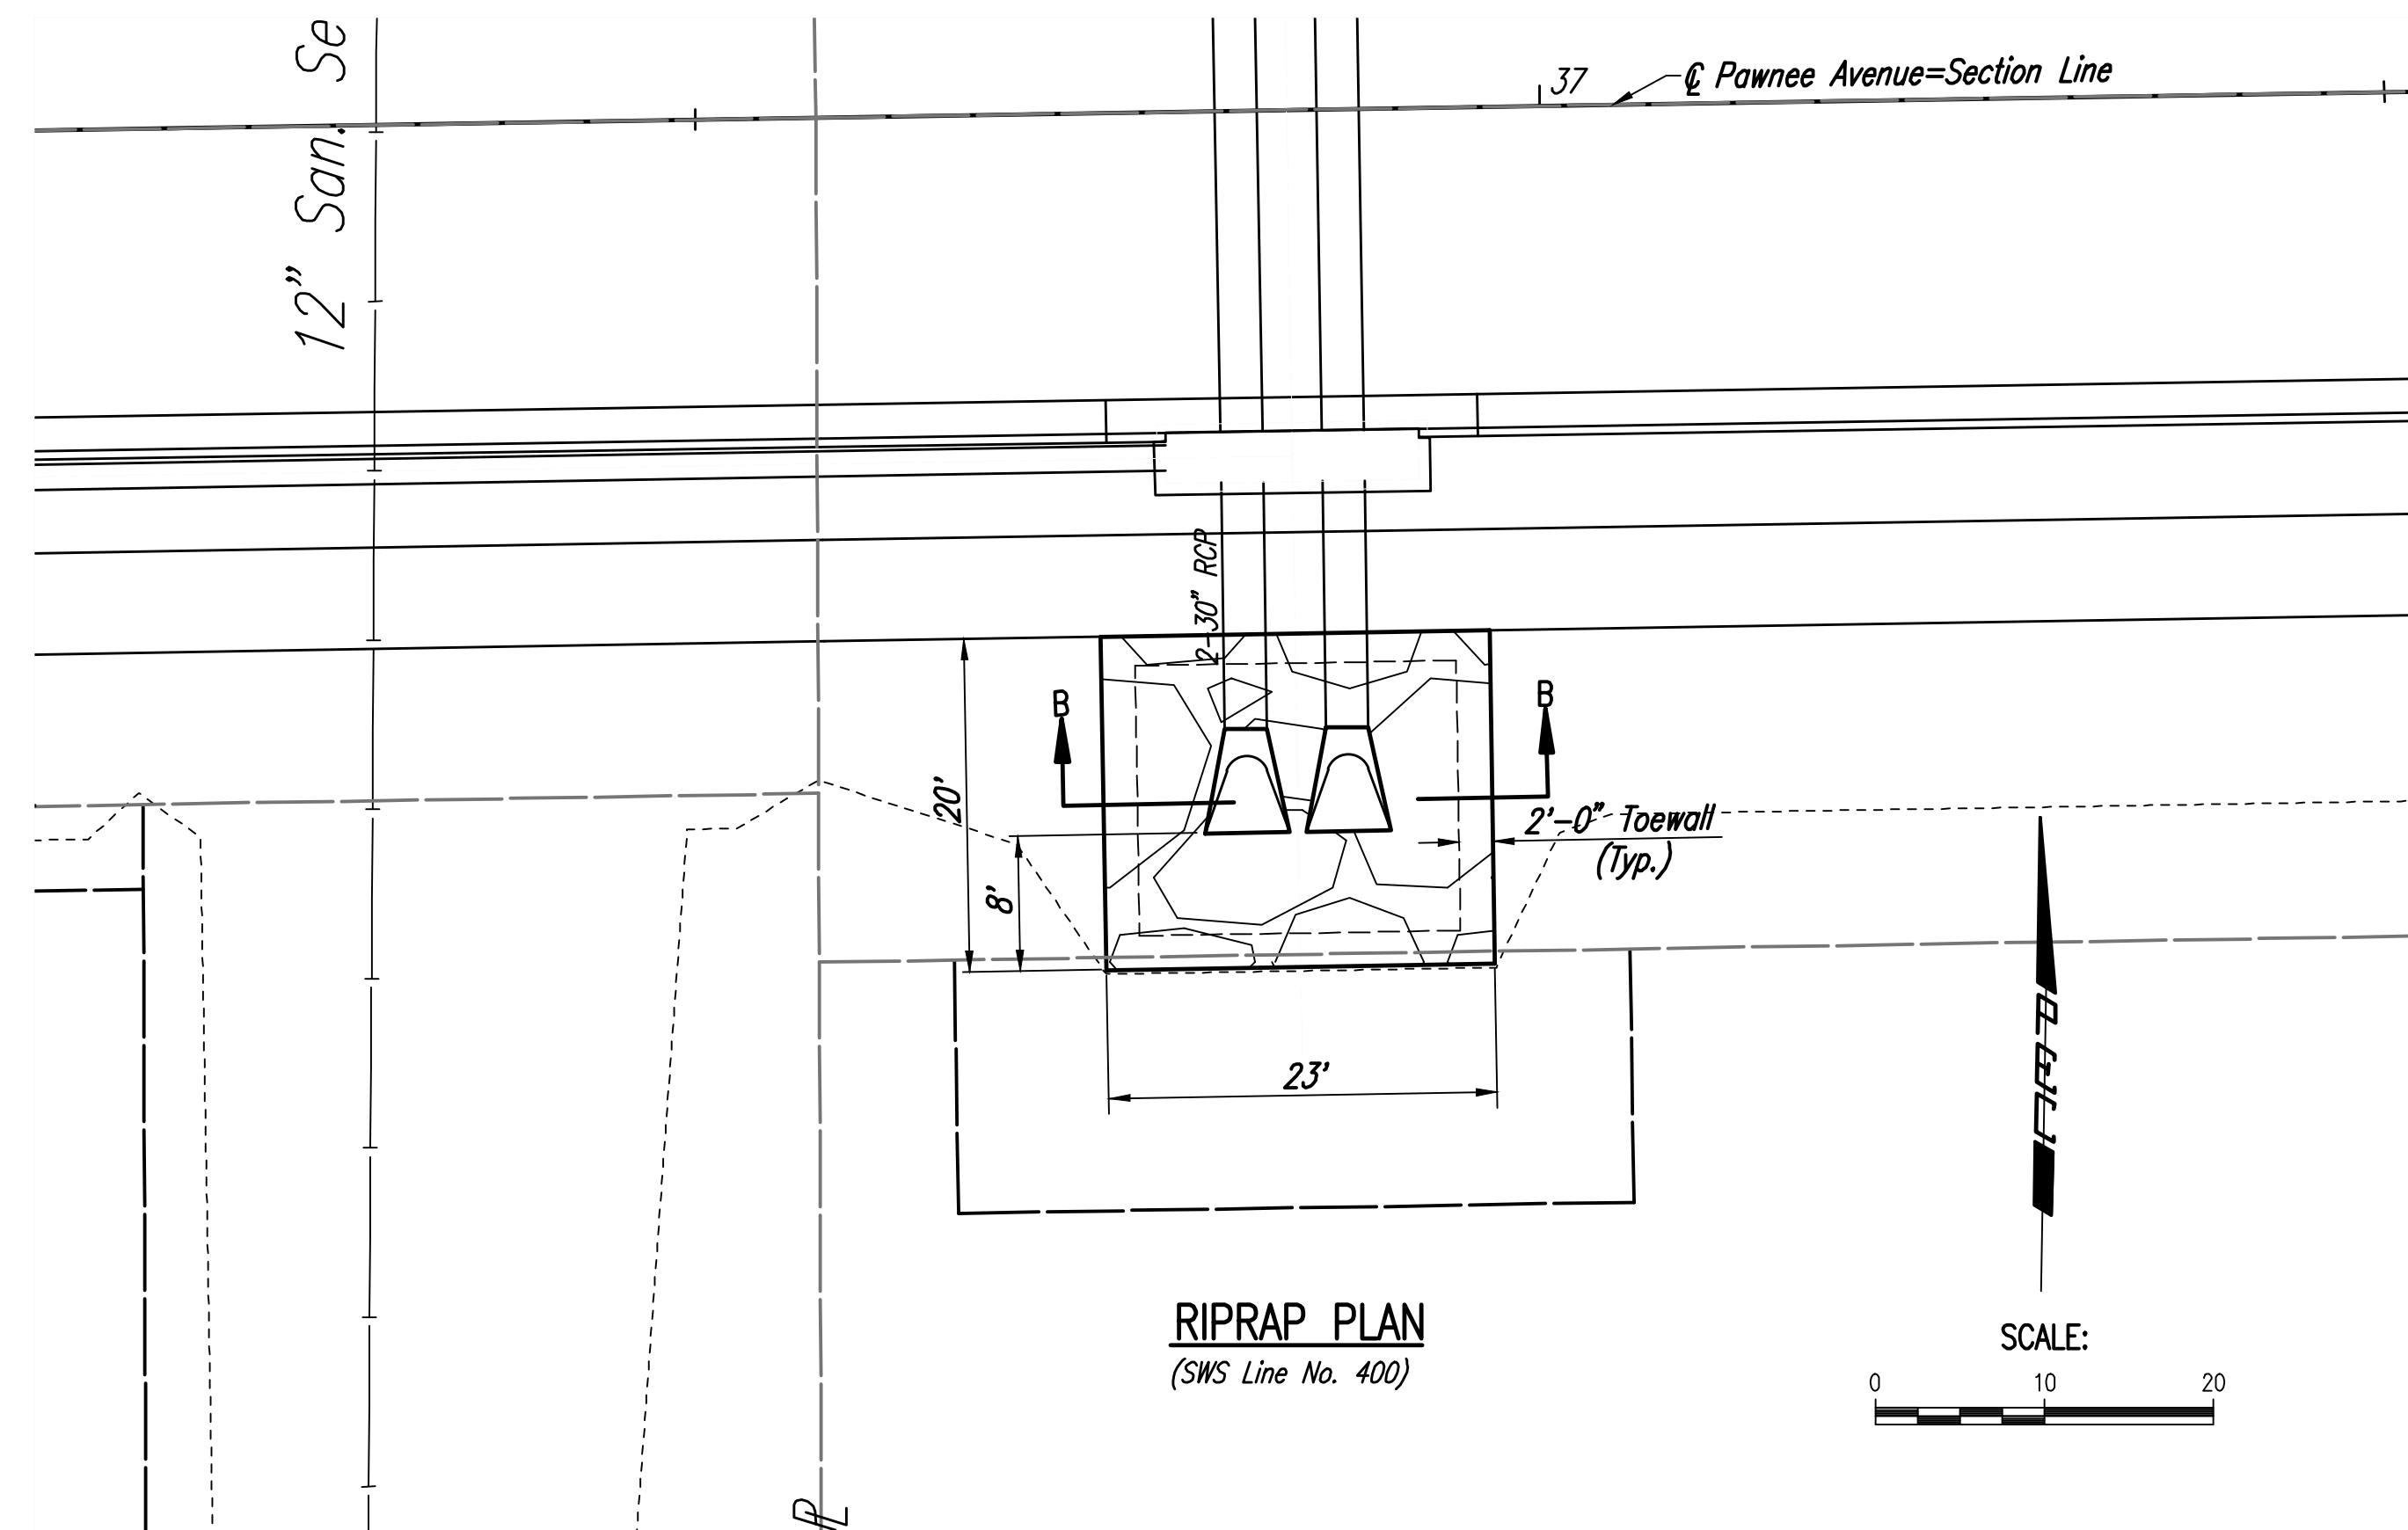 12" San. Se
37
℄ Pawnee Avenue=Section Line
2-30" RCP
B
B
20'
8'
2'-0" Toewall
(Typ.)
23'
RIPRAP PLAN
(SWS Line No. 400)
SCALE:
0 10 20
PL